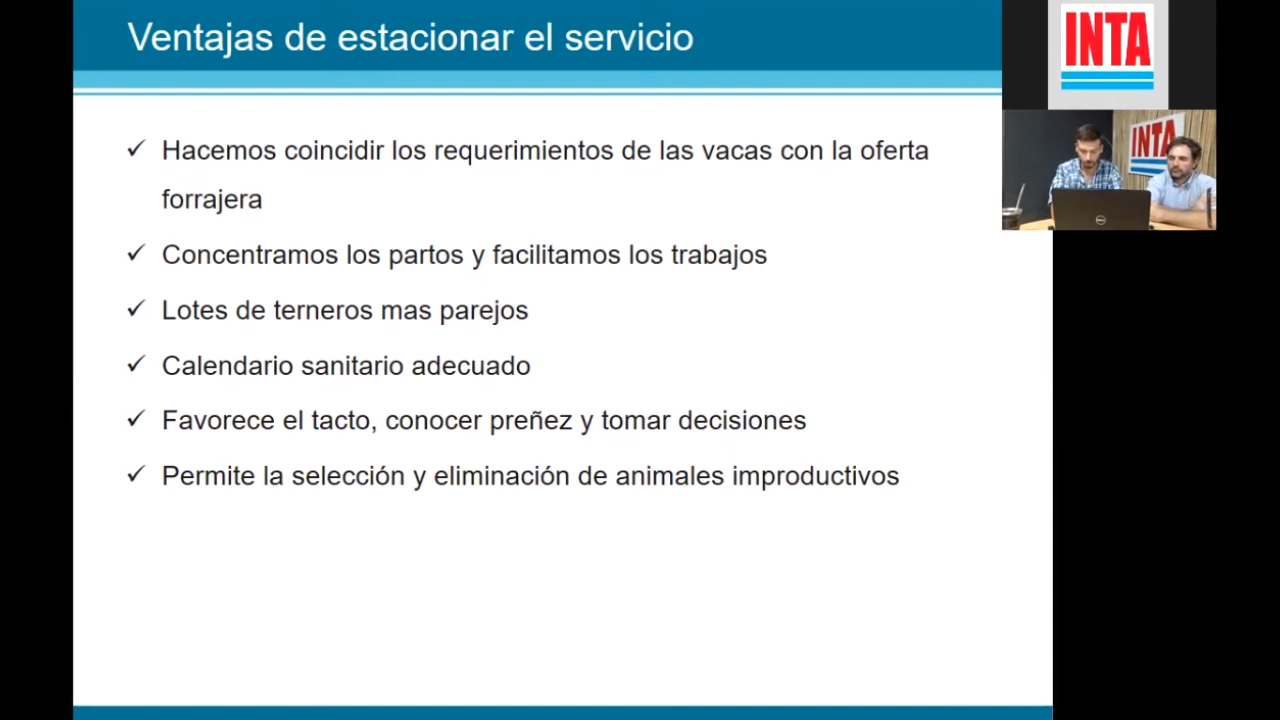 Ventajas de estacionar el servicio
INTA
INTA
✓ Hacemos coincidir los requerimientos de las vacas con la oferta
forrajera
✓ Concentramos los partos y facilitamos los trabajos
✓ Lotes de terneros mas parejos
✓ Calendario sanitario adecuado
✓ Favorece el tacto, conocer preñez y tomar decisiones
✓ Permite la selección y eliminación de animales improductivos